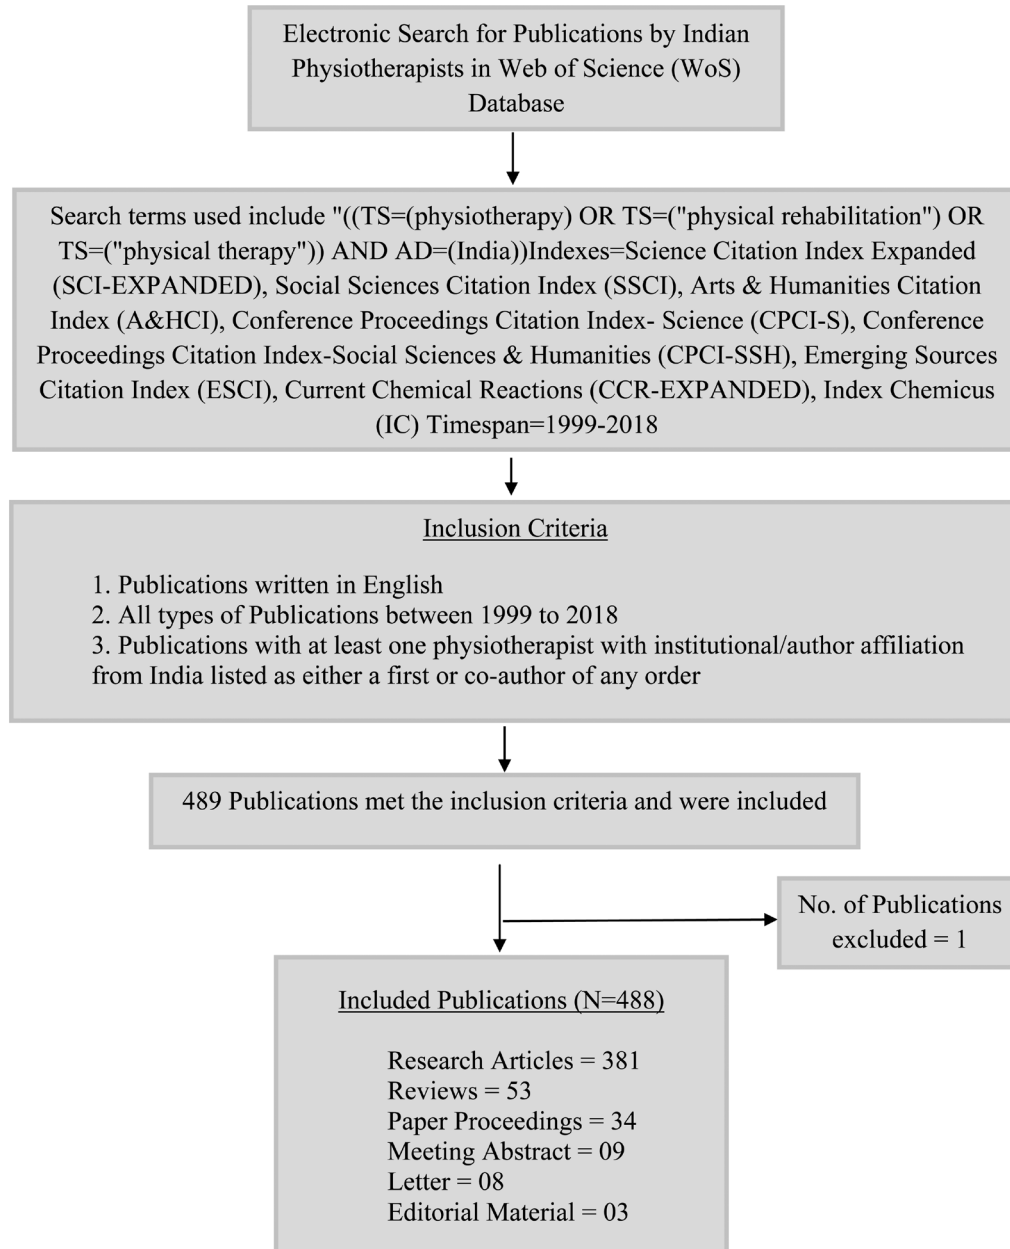 Electronic Search for Publications by Indian
Physiotherapists in Web of Science (WoS)
Database
Search terms used include "((TS=(physiotherapy) OR TS=("physical rehabilitation") OR
TS=("physical therapy")) AND AD=(India))Indexes=Science Citation Index Expanded
(SCI-EXPANDED), Social Sciences Citation Index (SSCI), Arts & Humanities Citation
Index (A&HCI), Conference Proceedings Citation Index- Science (CPCI-S), Conference
Proceedings Citation Index-Social Sciences & Humanities (CPCI-SSH), Emerging Sources
Citation Index (ESCI), Current Chemical Reactions (CCR-EXPANDED), Index Chemicus
(IC) Timespan=1999-2018
Inclusion Criteria
1. Publications written in English
2. All types of Publications between 1999 to 2018
3. Publications with at least one physiotherapist with institutional/author affiliation
from India listed as either a first or co-author of any order
489 Publications met the inclusion criteria and were included
No. of Publications
excluded = 1
Included Publications (N=488)
Research Articles = 381
Reviews = 53
Paper Proceedings = 34
Meeting Abstract = 09
Letter = 08
Editorial Material = 03